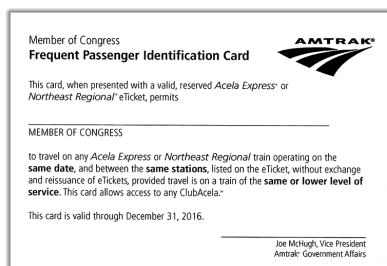 Member of Congress
AMTRAK®
Frequent Passenger Identification Card
This card, when presented with a valid, reserved Acela Express® or
Northeast Regional℠ eTicket, permits
MEMBER OF CONGRESS
to travel on any Acela Express or Northeast Regional train operating on the
same date, and between the same stations, listed on the eTicket, without exchange
and reissuance of eTickets, provided travel is on a train of the same or lower level of
service. This card allows access to any ClubAcela.℠
This card is valid through December 31, 2016.
Joe McHugh, Vice President
Amtrak® Government Affairs